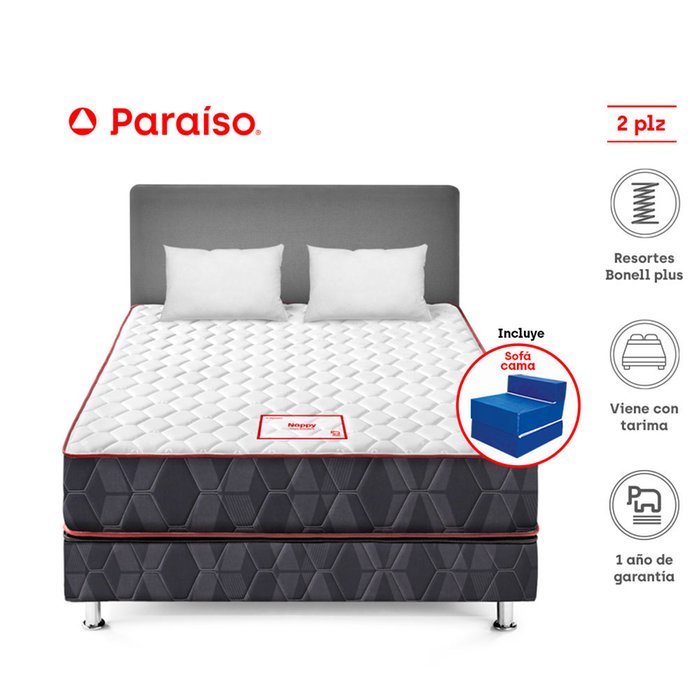 Paraíso®
2 plz
Resortes
Bonell plus
Incluye
Sofá
cama
Viene con
tarima
Nappy
1 año de
garantía